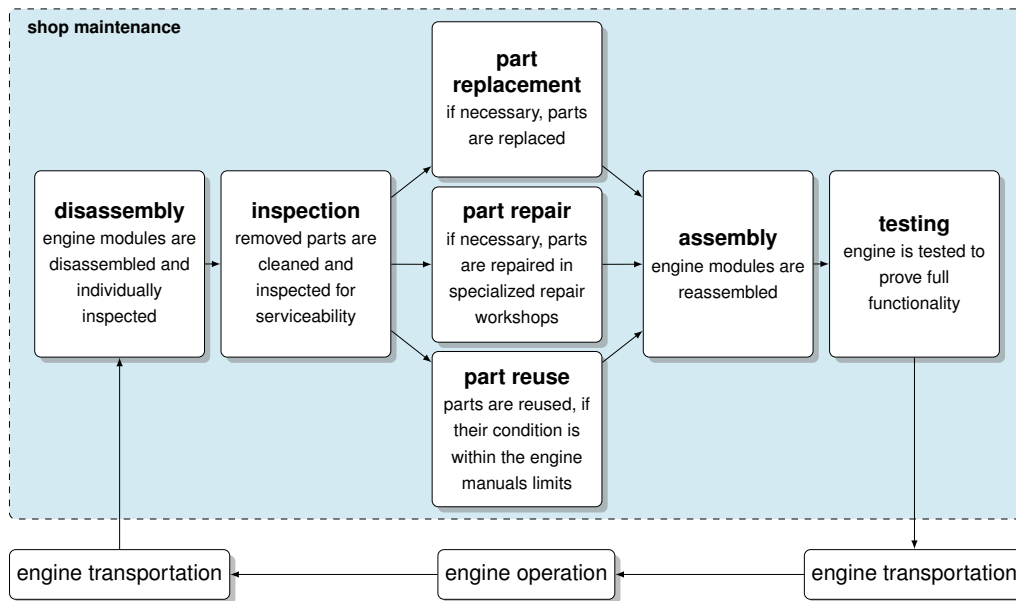 shop maintenance
disassembly
engine modules are
disassembled and
individually
inspected
inspection
removed parts are
cleaned and
inspected for
serviceability
part
replacement
if necessary, parts
are replaced
part repair
if necessary, parts
are repaired in
specialized repair
workshops
part reuse
parts are reused, if
their condition is
within the engine
manuals limits
assembly
engine modules are
reassembled
testing
engine is tested to
prove full
functionality
engine transportation
engine operation
engine transportation